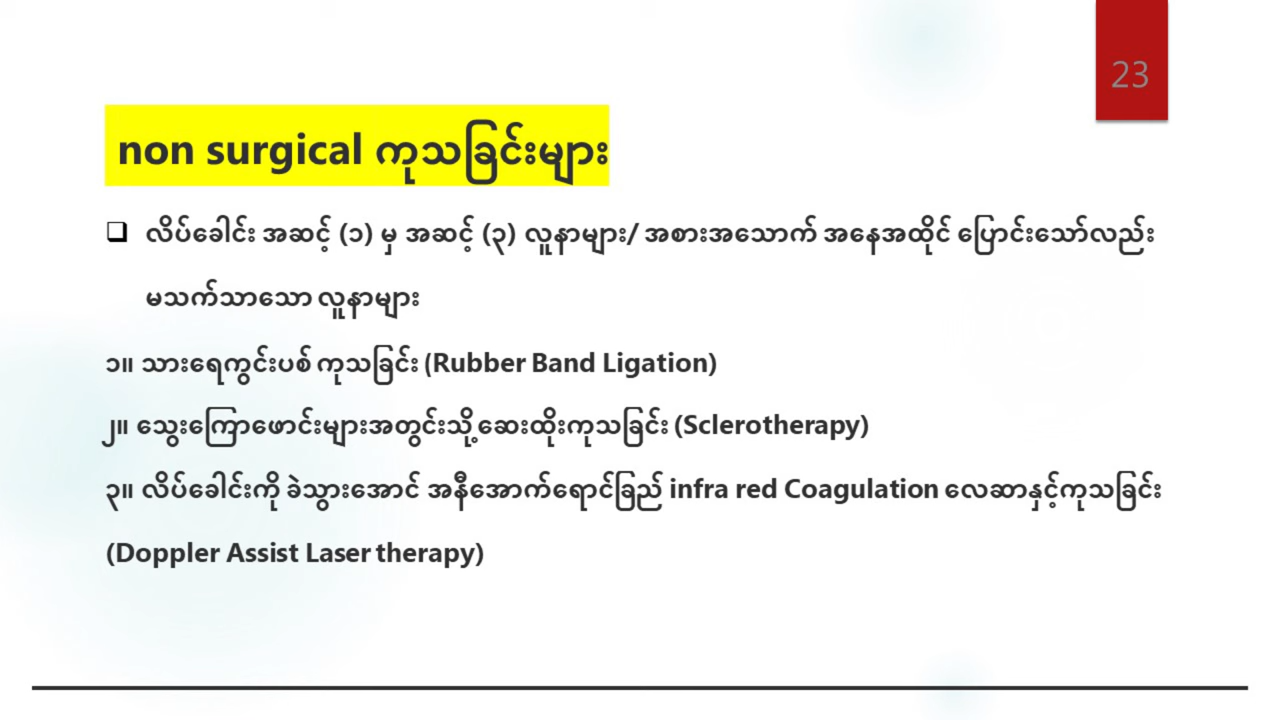 23
non surgical ကုသခြင်းများ
❑ လိပ်ခေါင်း အဆင့် (၁) မှ အဆင့် (၃) လူနာများ/ အစားအသောက် အနေအထိုင် ပြောင်းသော်လည်း
မသက်သာသော လူနာများ
၁။ သားရေကွင်းပစ် ကုသခြင်း (Rubber Band Ligation)
၂။ သွေးကြောဖောင်းများအတွင်းသို့ ဆေးထိုးကုသခြင်း (Sclerotherapy)
၃။ လိပ်ခေါင်းကို ခဲသွားအောင် အနီအောက်ရောင်ခြည် infra red Coagulation လေဆာနှင့်ကုသခြင်း
(Doppler Assist Laser therapy)